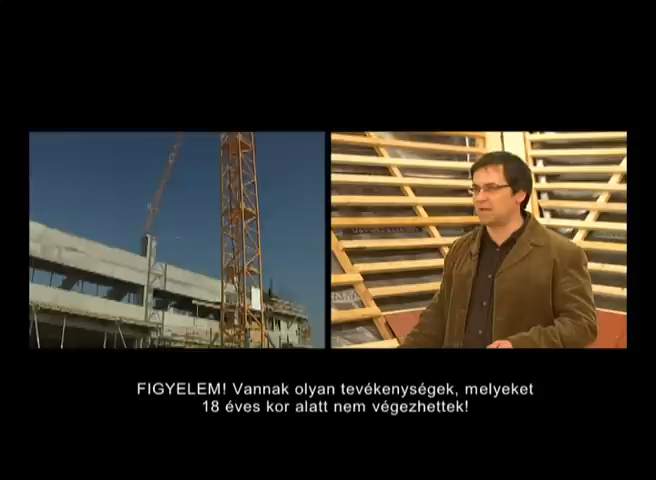 FIGYELEM! Vannak olyan tevékenységek, melyeket
18 éves kor alatt nem végezhettek!